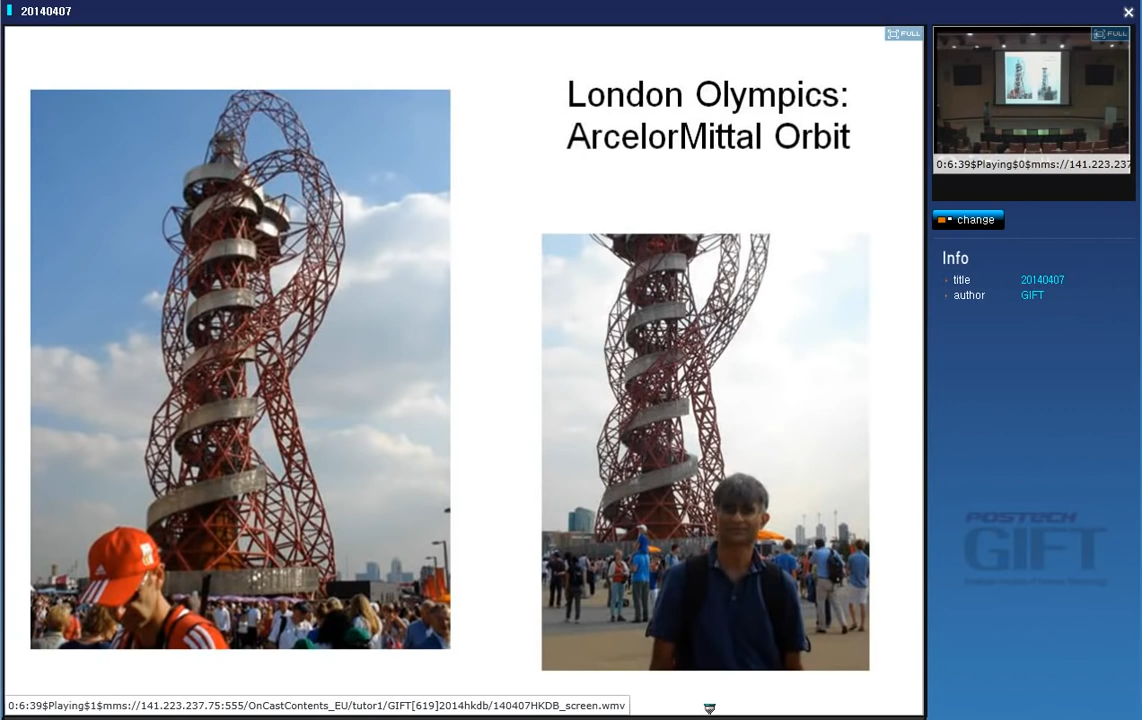 20140407
FULL
FULL
London Olympics:
ArcelorMittal Orbit
0:6:39$Playing$0$mms://141.223.237
change
Info
title 20140407
author GIFT
POSTECH
GIFT
0:6:39$Playing$1$mms://141.223.237.75:555/OnCastContents_EU/tutor1/GIFT[619]2014hkdb/140407HKDB_screen.wmv